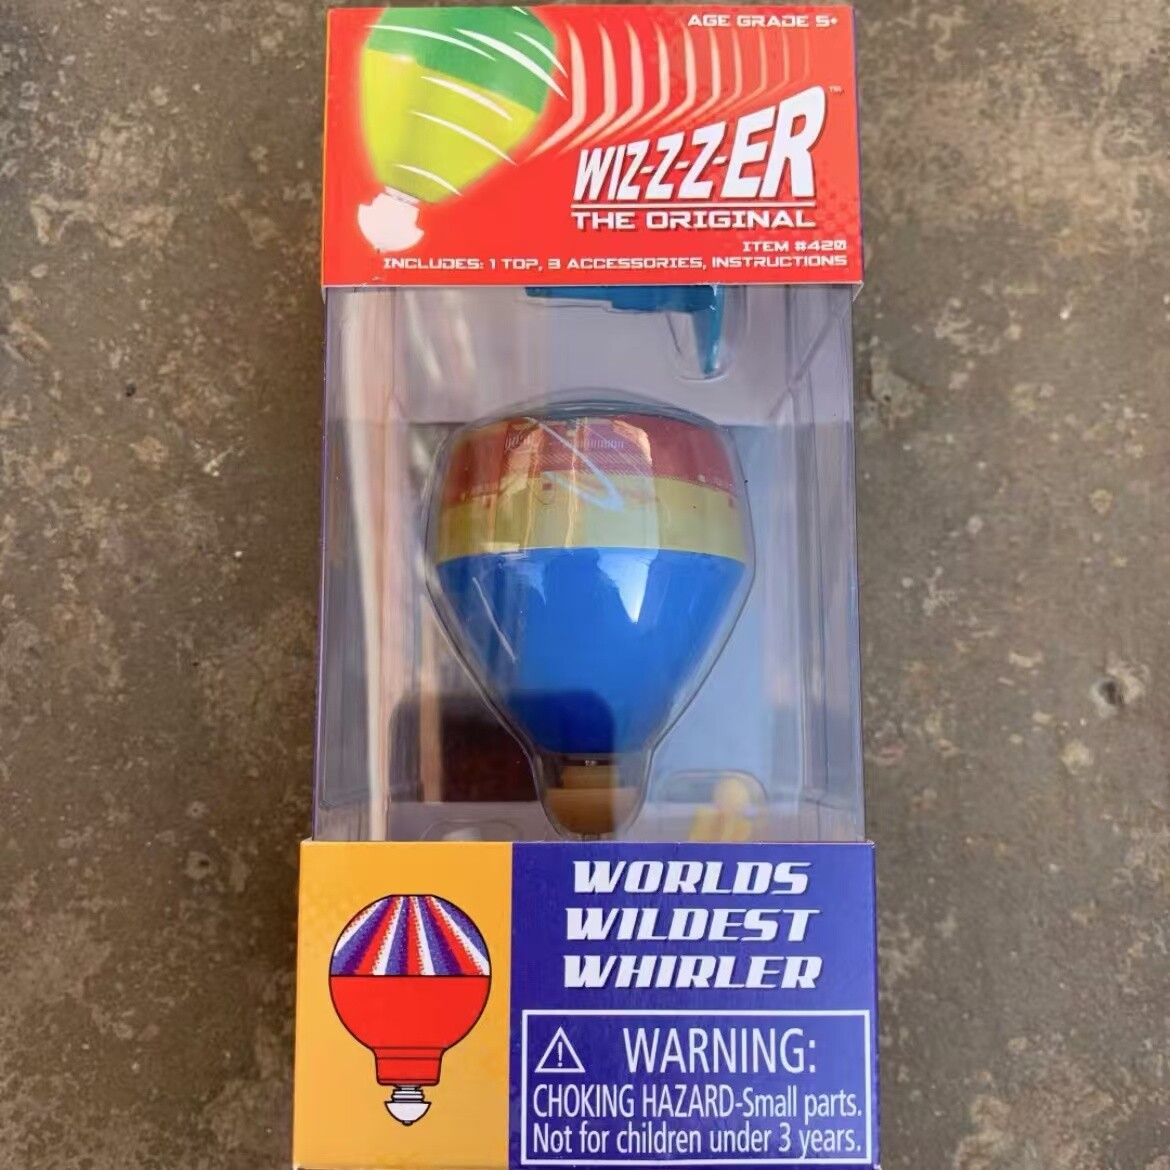 AGE GRADE 5+
WIZ-Z-Z-ER™
THE ORIGINAL
ITEM #420
INCLUDES: 1 TOP, 3 ACCESSORIES, INSTRUCTIONS
WORLDS
WILDEST
WHIRLER
WARNING:
CHOKING HAZARD-Small parts.
Not for children under 3 years.